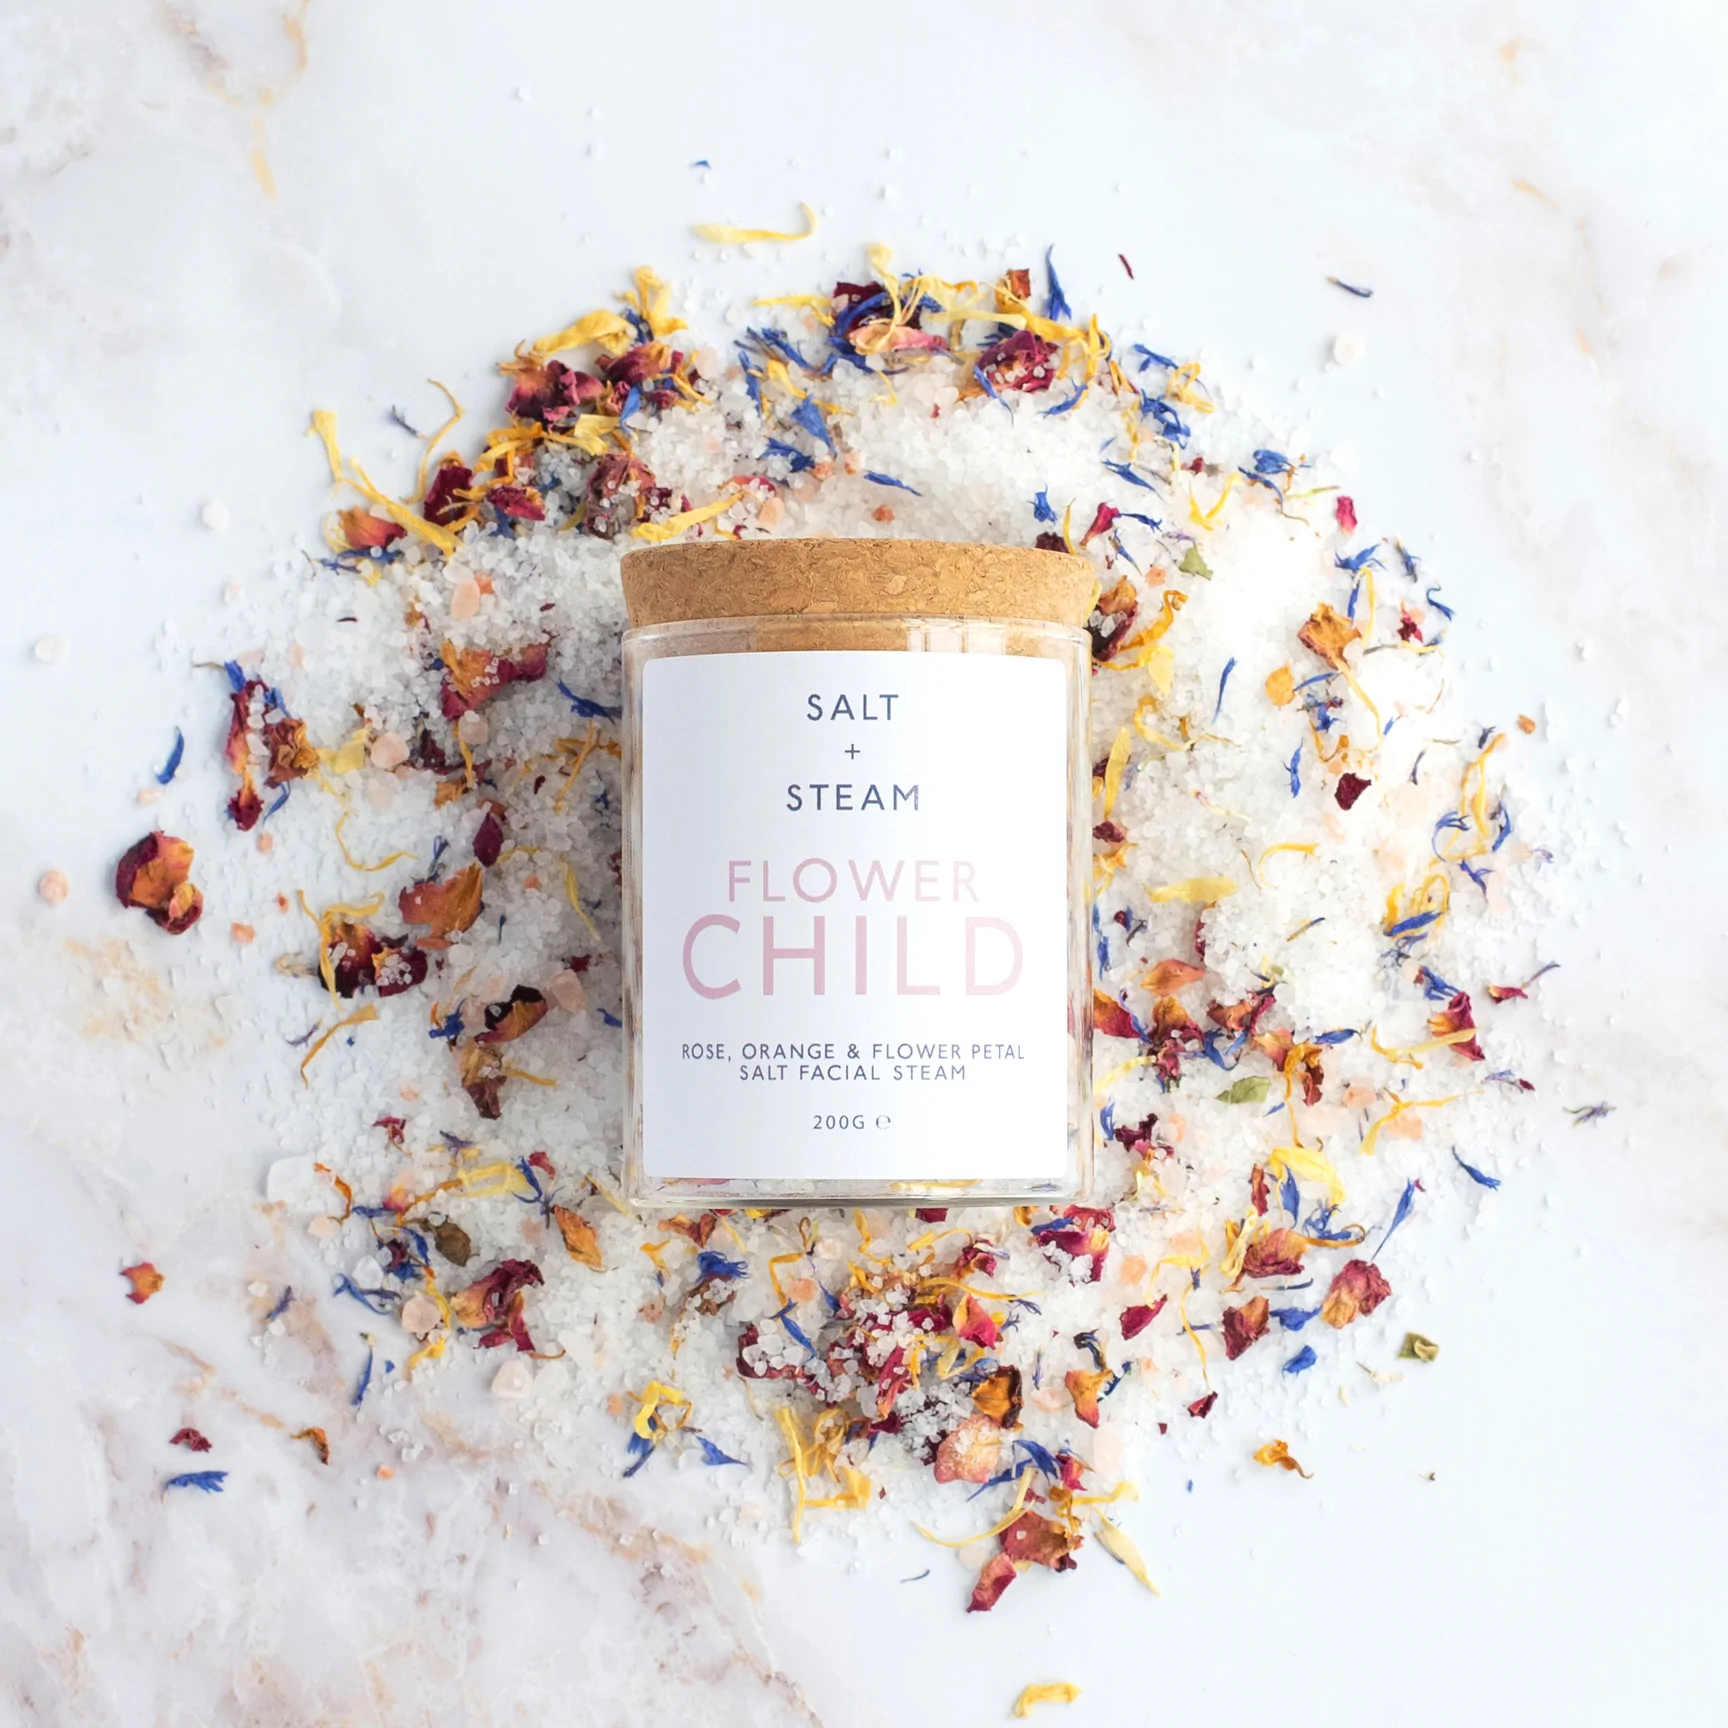 SALT
+
STEAM
FLOWER
CHILD
ROSE, ORANGE & FLOWER PETAL
SALT FACIAL STEAM
200G ℮